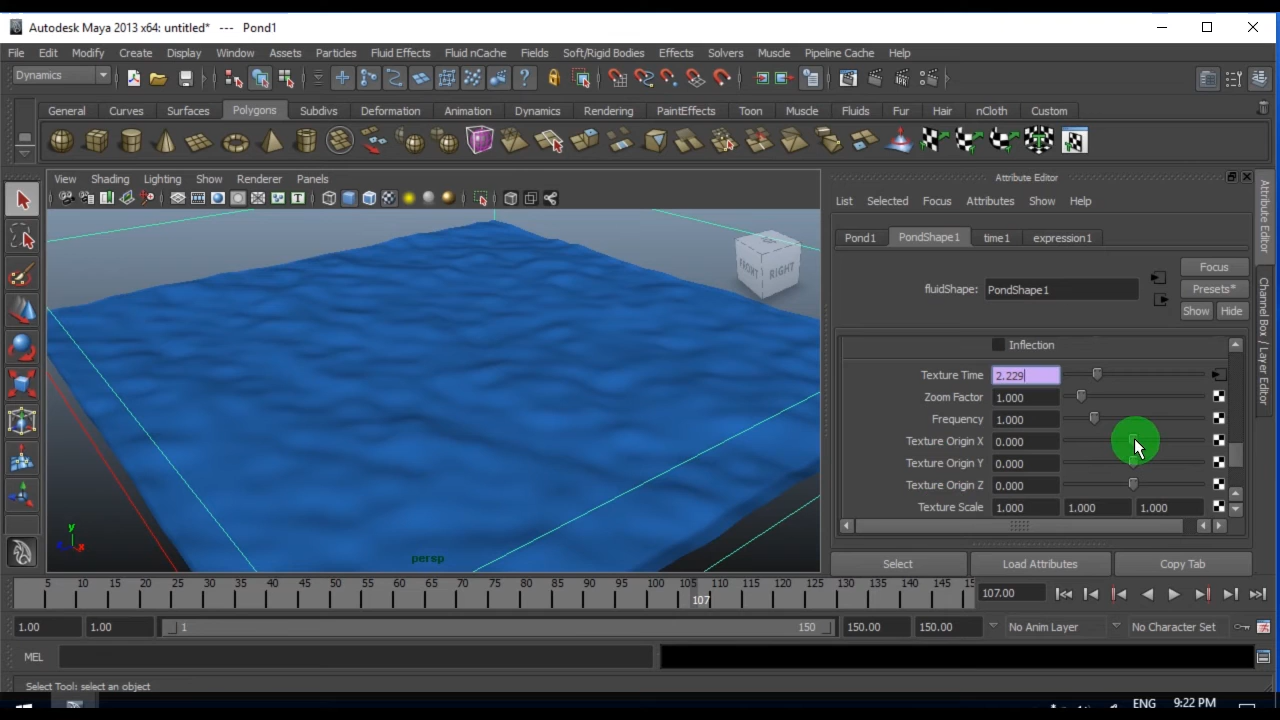 Autodesk Maya 2013 x64: untitled* --- Pond1
File Edit Modify Create Display Window Assets Particles Fluid Effects Fluid nCache Fields Soft/Rigid Bodies Effects Solvers Muscle Pipeline Cache Help
Dynamics
General Curves Surfaces Polygons Subdivs Deformation Animation Dynamics Rendering PaintEffects Toon Muscle Fluids Fur Hair nCloth Custom
View Shading Lighting Show Renderer Panels
Attribute Editor
List Selected Focus Attributes Show Help
Pond1 PondShape1 time1 expression1
Focus
fluidShape: PondShape1 Presets*
Show Hide
FRONT RIGHT
Inflection
Texture Time 2.229
Zoom Factor 1.000
Frequency 1.000
Texture Origin X 0.000
Texture Origin Y 0.000
Texture Origin Z 0.000
Texture Scale 1.000 1.000 1.000
y
x
persp
Select Load Attributes Copy Tab
Attribute Editor
Channel Box / Layer Editor
5 10 15 20 25 30 35 40 45 50 55 60 65 70 75 80 85 90 95 100 105 110 115 120 125 130 135 140 145 15
107
107.00
1.00 1.00 1 150 150.00 150.00 No Anim Layer No Character Set
MEL
Select Tool: select an object
ENG 9:22 PM